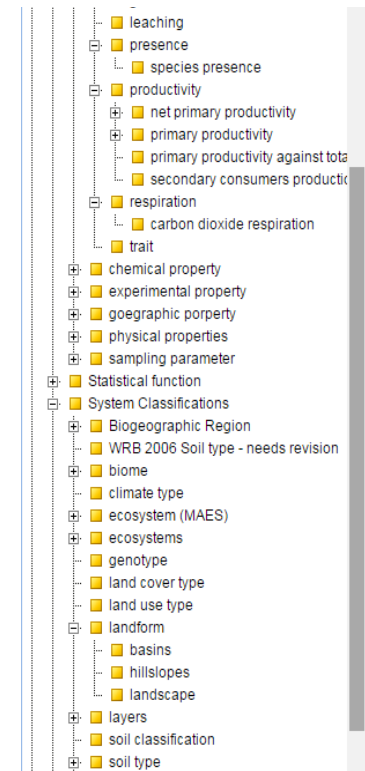 leaching
presence
species presence
productivity
net primary productivity
primary productivity
primary productivity against tota
secondary consumers productio
respiration
carbon dioxide respiration
trait
chemical property
experimental property
goegraphic porperty
physical properties
sampling parameter
Statistical function
System Classifications
Biogeographic Region
WRB 2006 Soil type - needs revision
biome
climate type
ecosystem (MAES)
ecosystems
genotype
land cover type
land use type
landform
basins
hillslopes
landscape
layers
soil classification
soil type